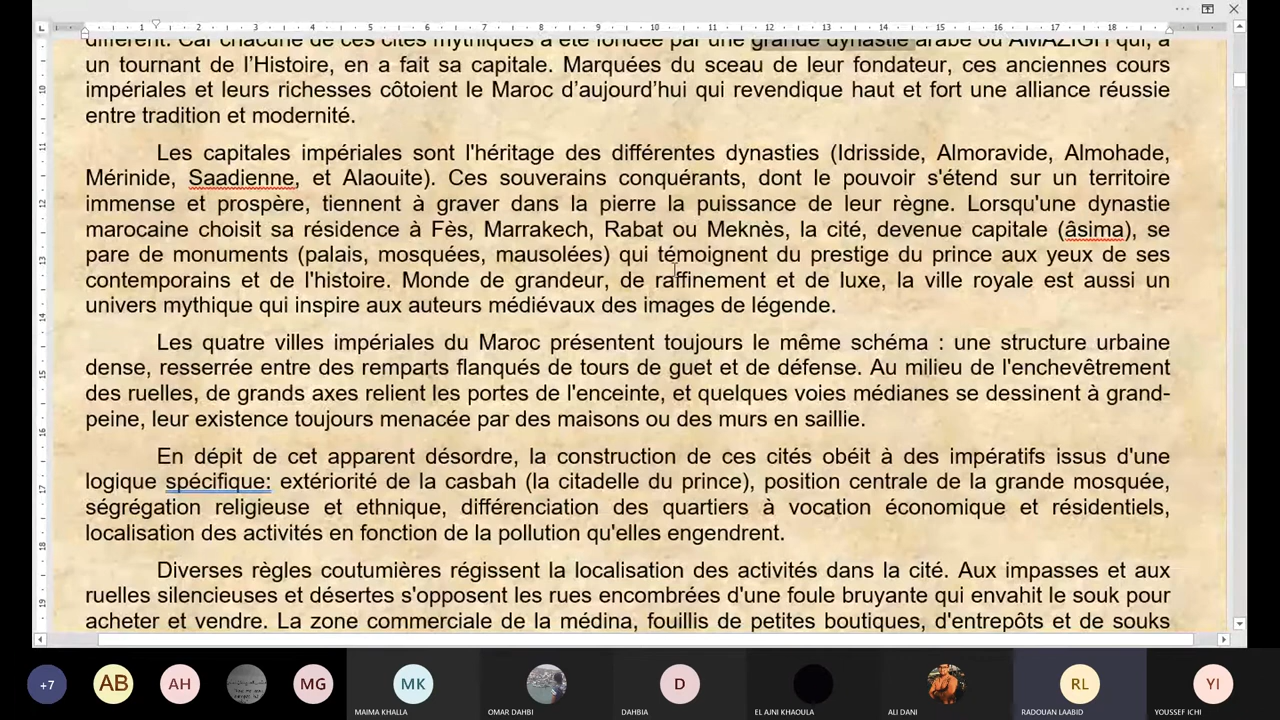 différent. Car chacune de ces cités mythiques a été fondée par une grande dynastie arabe ou AMAZIGH qui, à
un tournant de l’Histoire, en a fait sa capitale. Marquées du sceau de leur fondateur, ces anciennes cours
impériales et leurs richesses côtoient le Maroc d’aujourd’hui qui revendique haut et fort une alliance réussie
entre tradition et modernité.
Les capitales impériales sont l'héritage des différentes dynasties (Idrisside, Almoravide, Almohade,
Mérinide, Saadienne, et Alaouite). Ces souverains conquérants, dont le pouvoir s'étend sur un territoire
immense et prospère, tiennent à graver dans la pierre la puissance de leur règne. Lorsqu'une dynastie
marocaine choisit sa résidence à Fès, Marrakech, Rabat ou Meknès, la cité, devenue capitale (âsima), se
pare de monuments (palais, mosquées, mausolées) qui témoignent du prestige du prince aux yeux de ses
contemporains et de l'histoire. Monde de grandeur, de raffinement et de luxe, la ville royale est aussi un
univers mythique qui inspire aux auteurs médiévaux des images de légende.
Les quatre villes impériales du Maroc présentent toujours le même schéma : une structure urbaine
dense, resserrée entre des remparts flanqués de tours de guet et de défense. Au milieu de l'enchevêtrement
des ruelles, de grands axes relient les portes de l'enceinte, et quelques voies médianes se dessinent à grand-
peine, leur existence toujours menacée par des maisons ou des murs en saillie.
En dépit de cet apparent désordre, la construction de ces cités obéit à des impératifs issus d'une
logique spécifique: extériorité de la casbah (la citadelle du prince), position centrale de la grande mosquée,
ségrégation religieuse et ethnique, différenciation des quartiers à vocation économique et résidentiels,
localisation des activités en fonction de la pollution qu'elles engendrent.
Diverses règles coutumières régissent la localisation des activités dans la cité. Aux impasses et aux
ruelles silencieuses et désertes s'opposent les rues encombrées d'une foule bruyante qui envahit le souk pour
acheter et vendre. La zone commerciale de la médina, fouillis de petites boutiques, d'entrepôts et de souks
+7
AB
AH
MG
MK
D
RL
YI
MAIMA KHALLA
OMAR DAHBI
DAHBIA
EL AJNI KHAOULA
ALI DANI
RADOUAN LAABID
YOUSSEF ICHI